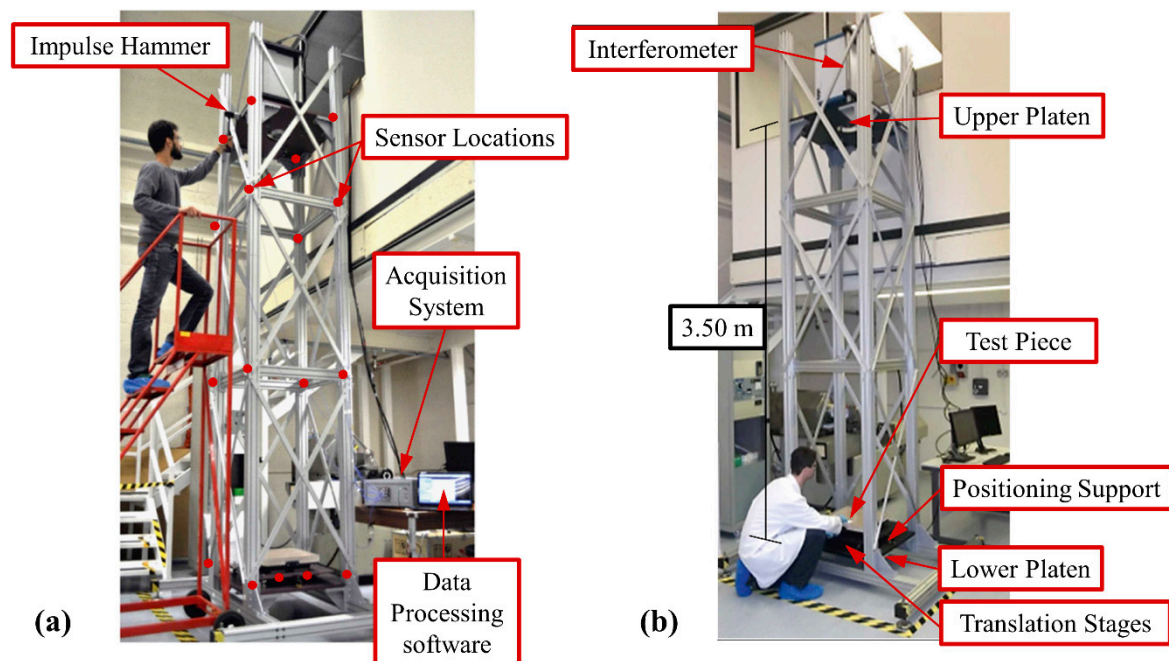 Impulse Hammer
Sensor Locations
Acquisition
System
Data
Processing
software
(a)
Interferometer
Upper Platen
3.50 m
Test Piece
Positioning Support
Lower Platen
Translation Stages
(b)